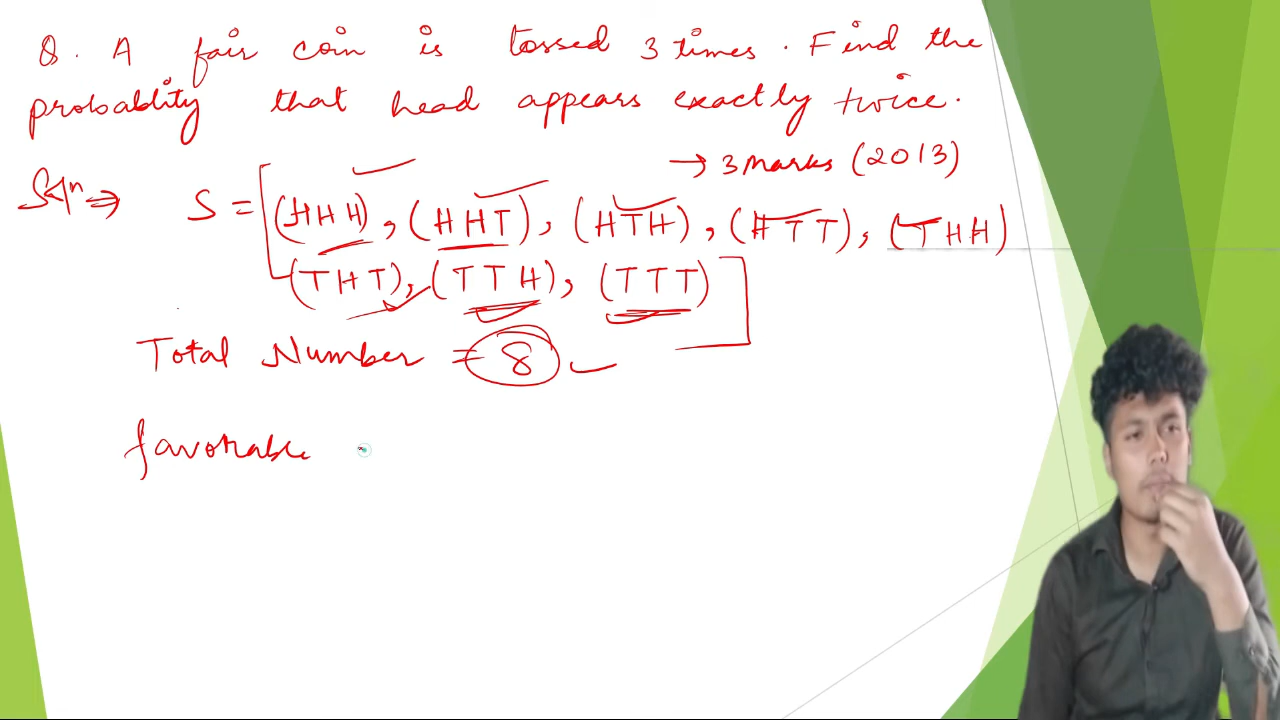 Q. A fair coin is tossed 3 times. Find the
probablity that head appears exactly twice.
→ 3 marks (2013)
Solⁿ ⇒ S = [(HHH), (HHT), (HTH), (HTT), (THH)
(THT), (TTH), (TTT)]
Total Number = 8
favorable